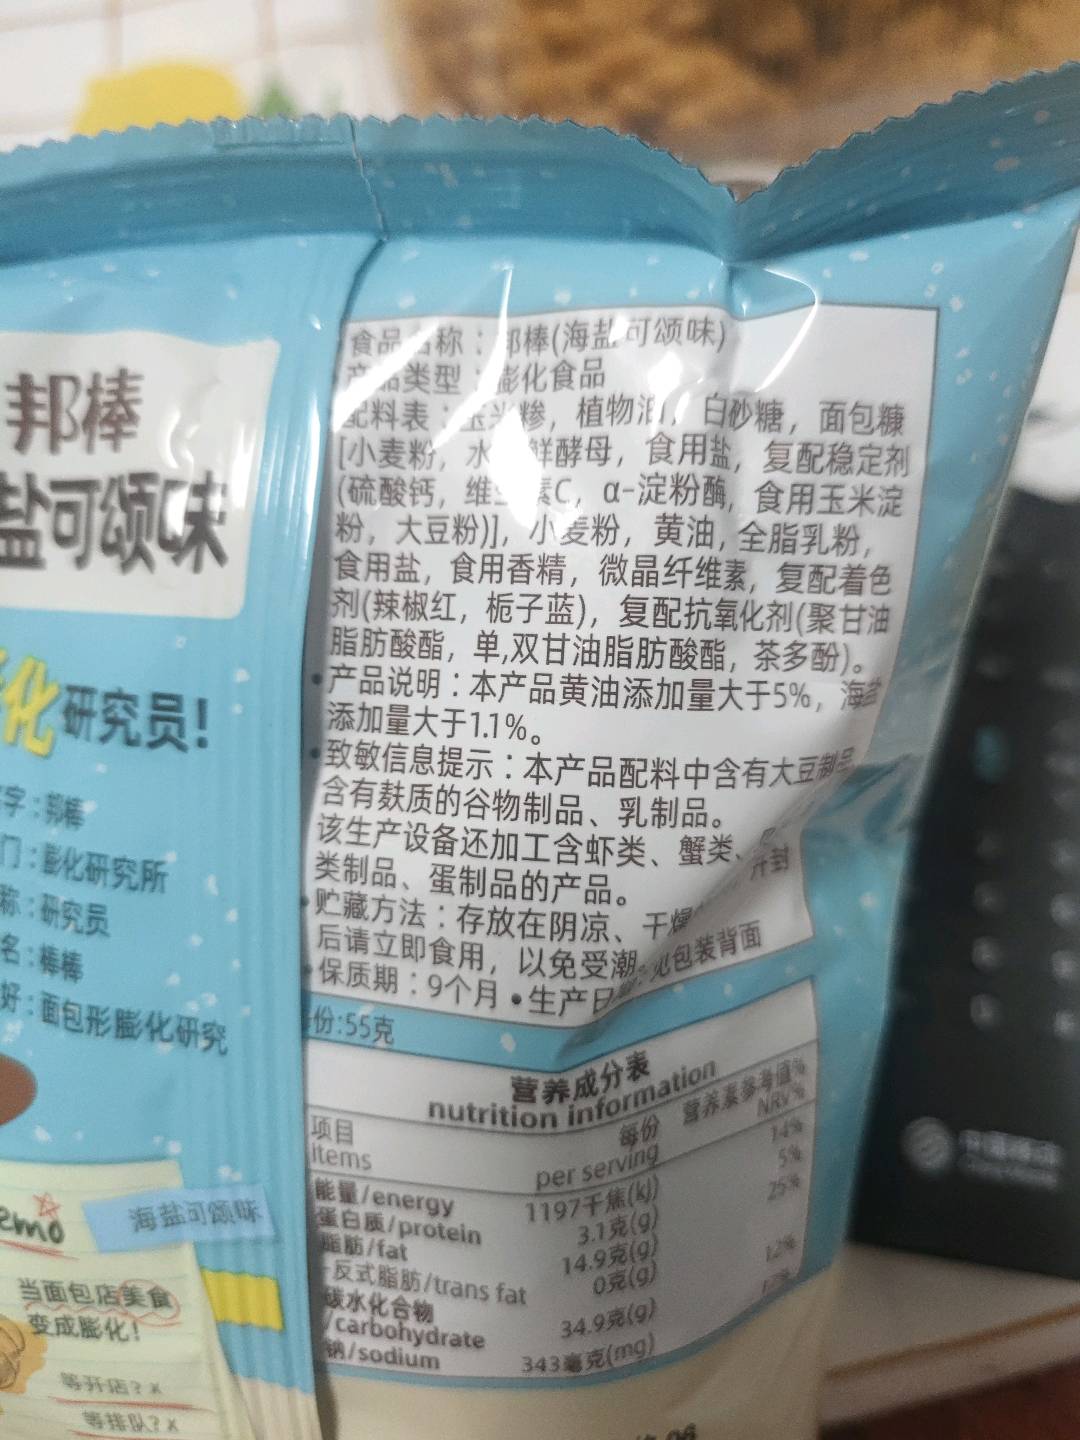 邦棒
盐可颂味
化研究员!
字:邦棒
门:膨化研究所
称:研究员
名:棒棒
好:面包形膨化研究
emo
海盐可颂味
当面包店美食
变成膨化!
等开店?×
等排队?×
食品名称:邦棒(海盐可颂味)
产品类型:膨化食品
配料表:玉米糁,植物油,白砂糖,面包糠
[小麦粉,水,鲜酵母,食用盐,复配稳定剂
(硫酸钙,维生素C,α-淀粉酶,食用玉米淀
粉,大豆粉)],小麦粉,黄油,全脂乳粉,
食用盐,食用香精,微晶纤维素,复配着色
剂(辣椒红,栀子蓝),复配抗氧化剂(聚甘油
脂肪酸酯,单,双甘油脂肪酸酯,茶多酚)。
•产品说明:本产品黄油添加量大于5%,海盐
添加量大于1.1%。
•致敏信息提示:本产品配料中含有大豆制品、
含有麸质的谷物制品、乳制品。
该生产设备还加工含虾类、蟹类、
类制品、蛋制品的产品。
•贮藏方法:存放在阴凉、干燥 开封
后请立即食用,以免受潮。
•保质期:9个月•生产日期:见包装背面
份:55克
营养成分表
nutrition information
项目 每份 营养素参考值%
Items per serving NRV%
能量/energy 1197千焦(kJ) 14%
蛋白质/protein 3.1克(g) 5%
脂肪/fat 14.9克(g) 25%
-反式脂肪/trans fat 0克(g)
碳水化合物
/carbohydrate 34.9克(g) 12%
钠/sodium 343毫克(mg) 17%